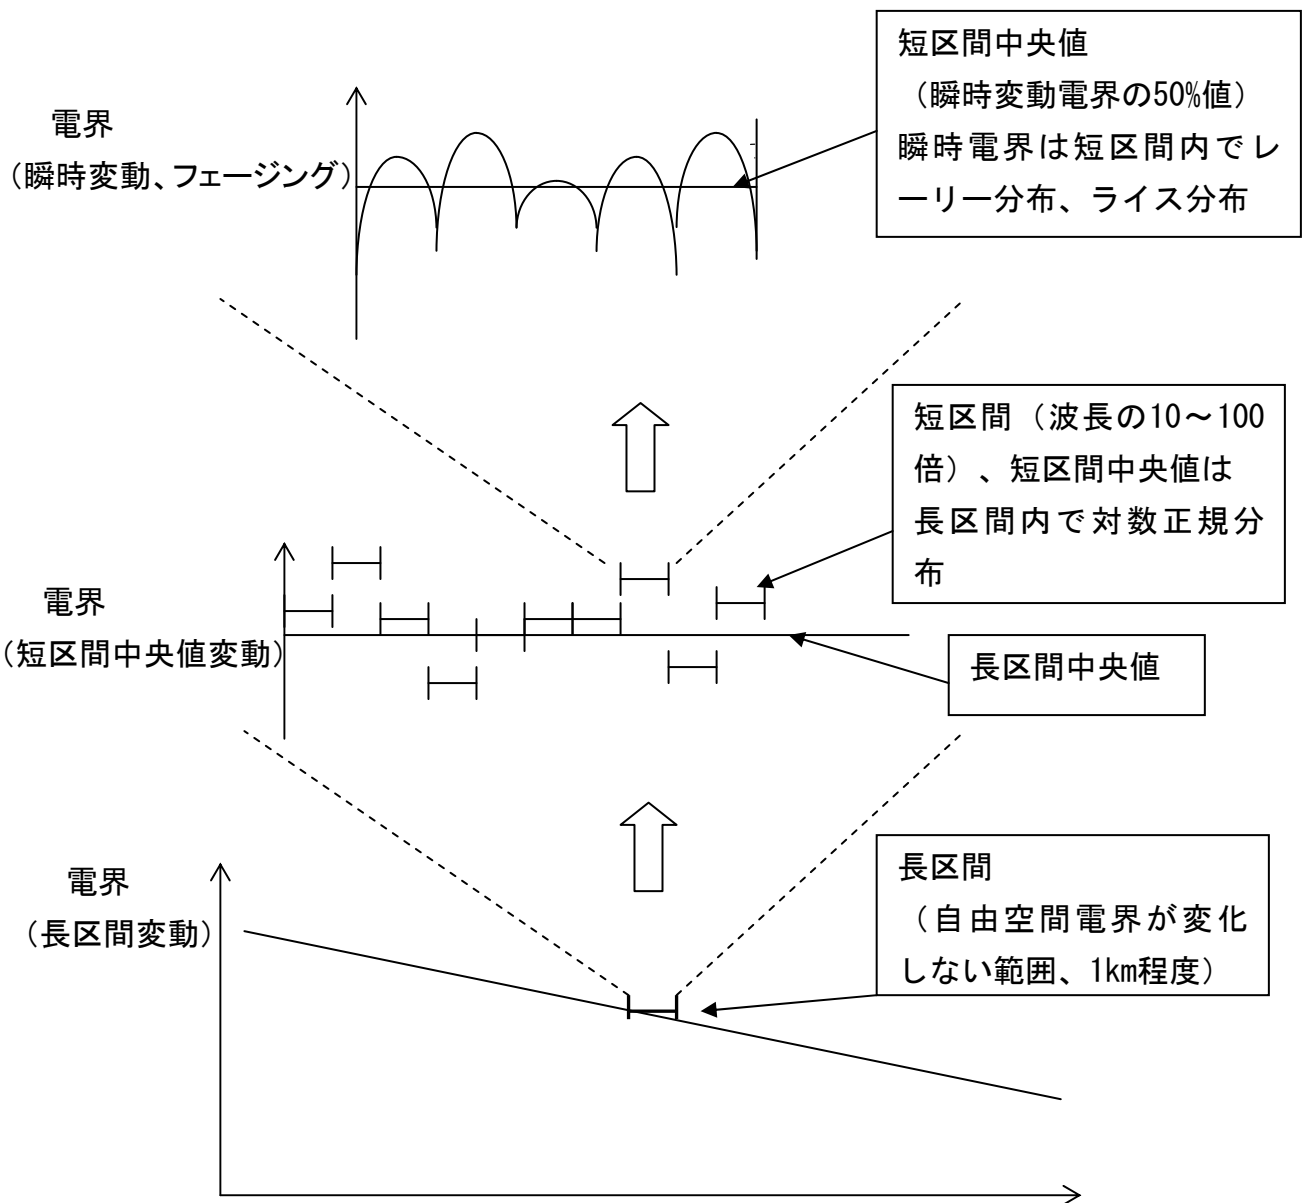 短区間中央値
（瞬時変動電界の50%値）
瞬時電界は短区間内でレ
ーリー分布、ライス分布
電界
（瞬時変動、フェージング）
短区間（波長の10～100
倍）、短区間中央値は
長区間内で対数正規分
布
電界
（短区間中央値変動）
長区間中央値
電界
（長区間変動）
長区間
（自由空間電界が変化
しない範囲、1km程度）